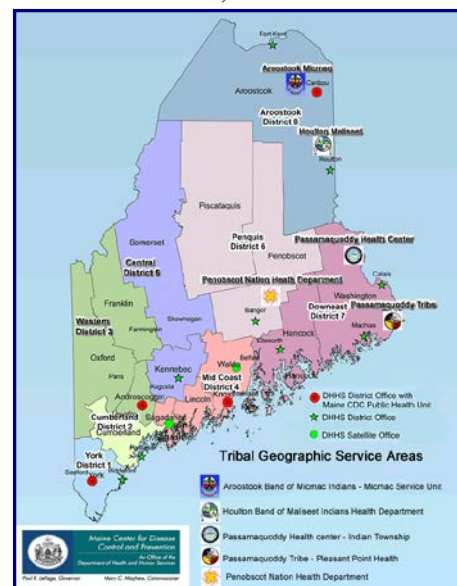 Fort Kent
Aroostook Micmac
Caribou
Aroostook
Aroostook
District 8
Houlton Maliseet
Houlton
Piscataquis
Somerset
Penquis
District 6
Passamaquoddy Health Center
Central
District 5
Penobscot
Penobscot Nation Heath Department
Calais
Washington
Franklin
Downeast
District 7
Passamaquoddy Tribe
Bangor
Machias
Western
District 3
Farmington
Skowhegan
Hancock
Ellsworth
Oxford
Waldo
Belfast
Kennebec
Paris
Augusta
Mid Coast
District 4
Hancock
Androscoggin
Lincoln
Knox
Cumberland
District 2
Sagadahoc
Cumberland
York
District 1
Sanford
York
DHHS District Office with
Maine CDC Public Health Unit
DHHS District Office
DHHS Satellite Office
Tribal Geographic Service Areas
Aroostook Band of Micmac Indians - Micmac Service Unit
Houlton Band of Maliseet Indians Health Department
Passamaquoddy Health center - Indian Township
Passamaquoddy Tribe - Pleasant Point Health
Penobscot Nation Health Department
Maine Center for Disease
Control and Prevention
An Office of the
Department of Health and Human Services
Paul R. LePage, Governor
Mary C. Mayhew, Commissioner